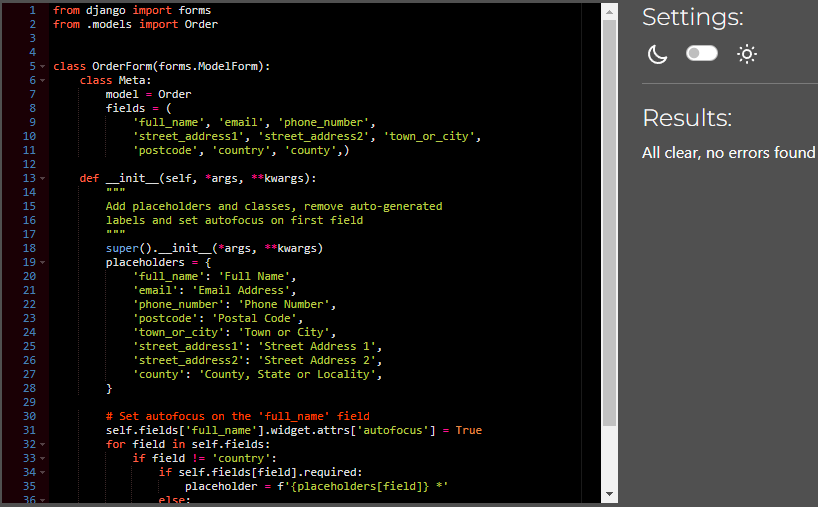 1 from django import forms
2 from .models import Order
3
4
5 class OrderForm(forms.ModelForm):
6     class Meta:
7         model = Order
8         fields = (
9             'full_name', 'email', 'phone_number',
10             'street_address1', 'street_address2', 'town_or_city',
11             'postcode', 'country', 'county',)
12
13     def __init__(self, *args, **kwargs):
14         """
15         Add placeholders and classes, remove auto-generated
16         labels and set autofocus on first field
17         """
18         super().__init__(*args, **kwargs)
19         placeholders = {
20             'full_name': 'Full Name',
21             'email': 'Email Address',
22             'phone_number': 'Phone Number',
23             'postcode': 'Postal Code',
24             'town_or_city': 'Town or City',
25             'street_address1': 'Street Address 1',
26             'street_address2': 'Street Address 2',
27             'county': 'County, State or Locality',
28         }
29
30         # Set autofocus on the 'full_name' field
31         self.fields['full_name'].widget.attrs['autofocus'] = True
32         for field in self.fields:
33             if field != 'country':
34                 if self.fields[field].required:
35                     placeholder = f'{placeholders[field]} *'
36                 else:
Settings:
Results:
All clear, no errors found